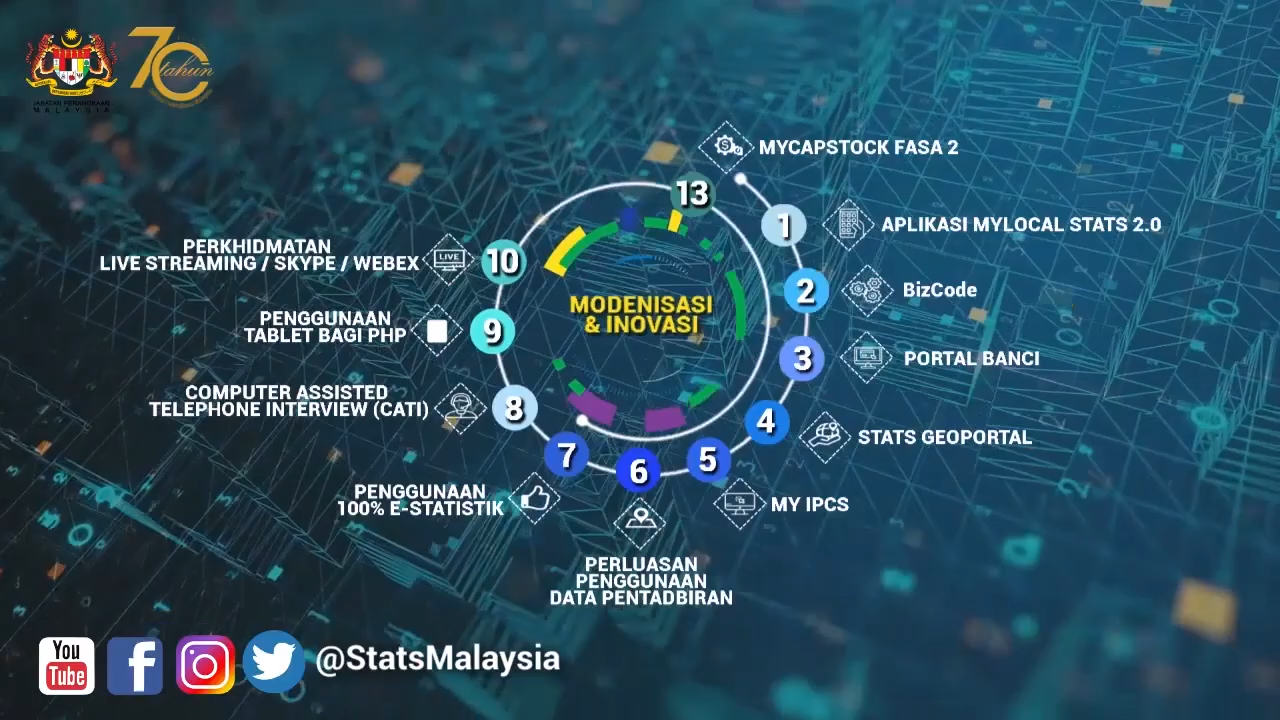 7 tahun
JABATAN PERANGKAAN
MALAYSIA
13
MYCAPSTOCK FASA 2
1
APLIKASI MYLOCAL STATS 2.0
2
BizCode
3
PORTAL BANCI
4
STATS GEOPORTAL
5
MY IPCS
6
PERLUASAN
PENGGUNAAN
DATA PENTADBIRAN
7
PENGGUNAAN
100% E-STATISTIK
8
COMPUTER ASSISTED
TELEPHONE INTERVIEW (CATI)
9
PENGGUNAAN
TABLET BAGI PHP
10
PERKHIDMATAN
LIVE STREAMING / SKYPE / WEBEX
LIVE
MODENISASI
& INOVASI
You
Tube
@StatsMalaysia